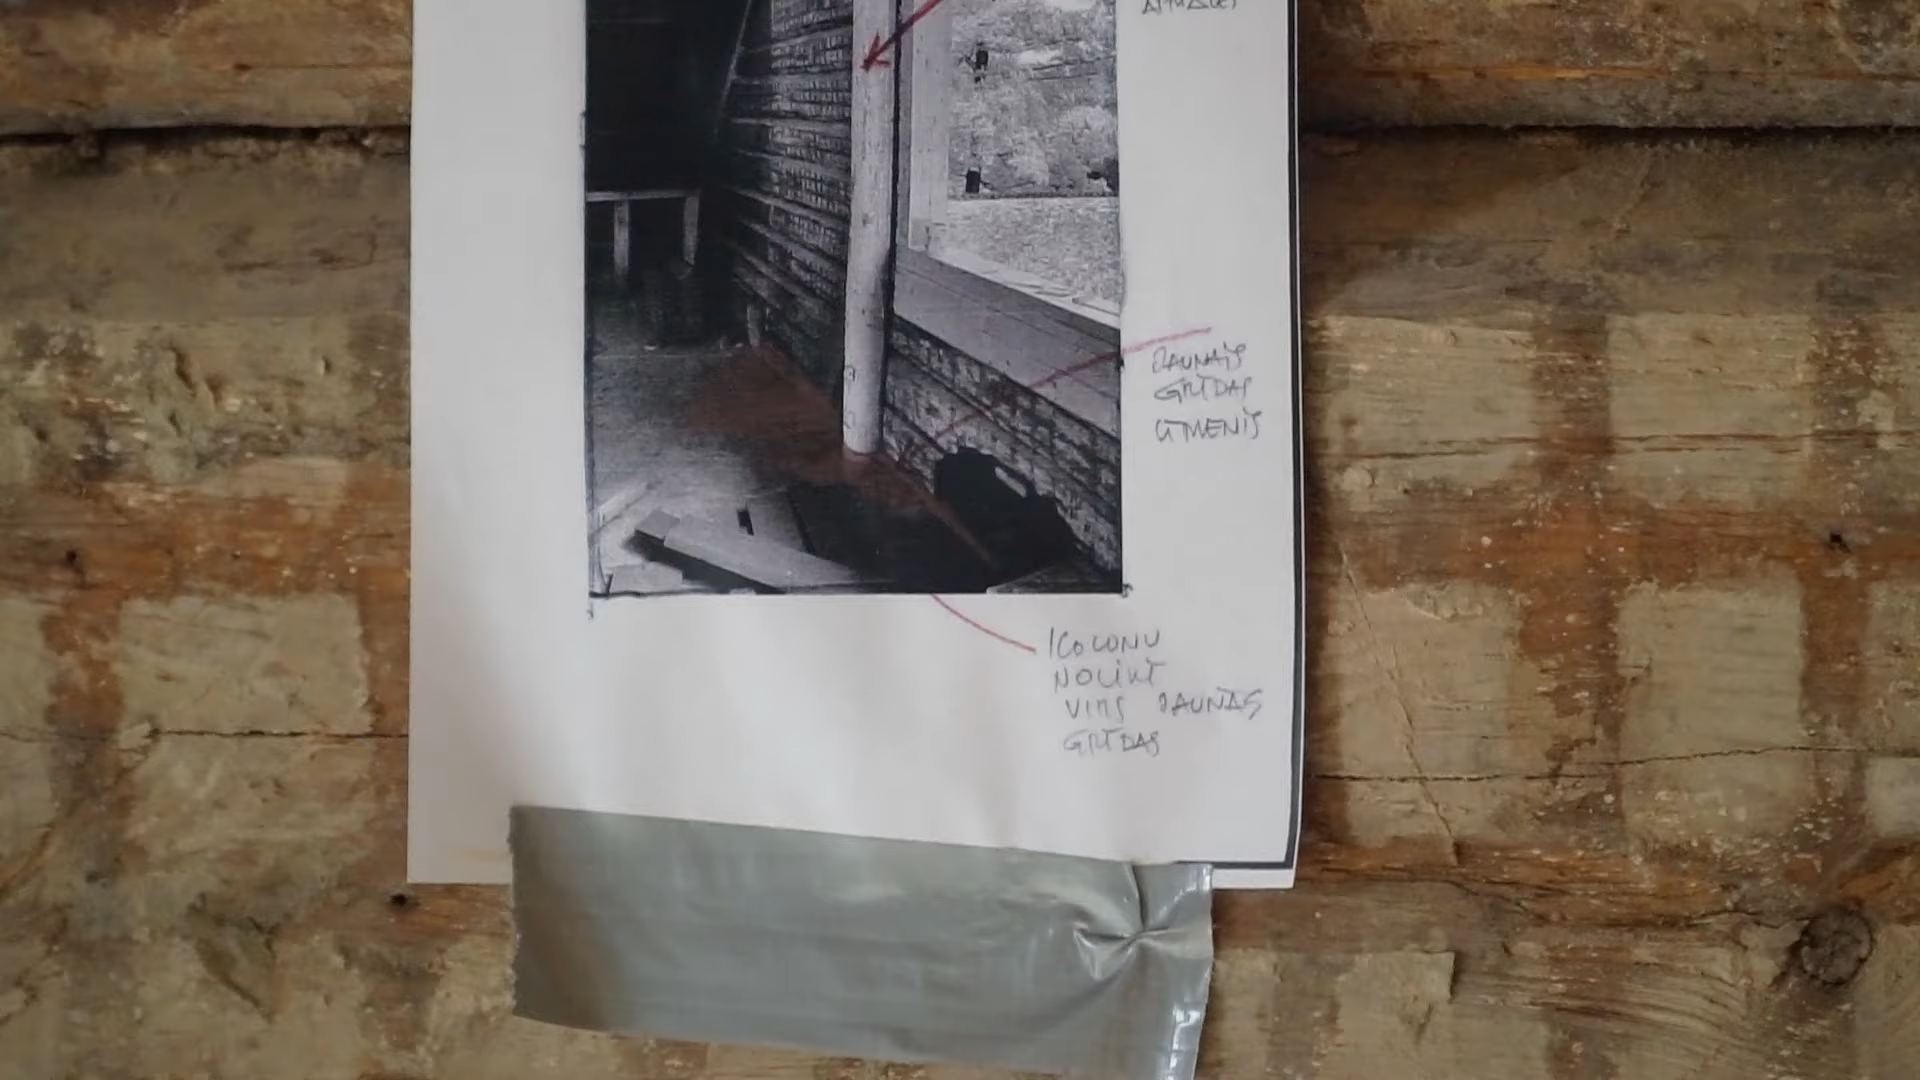 JAUNAIS
GRĪDAS
LĪMENIS
KOLONU
NOLIKT
VIRS JAUNĀS
GRĪDAS